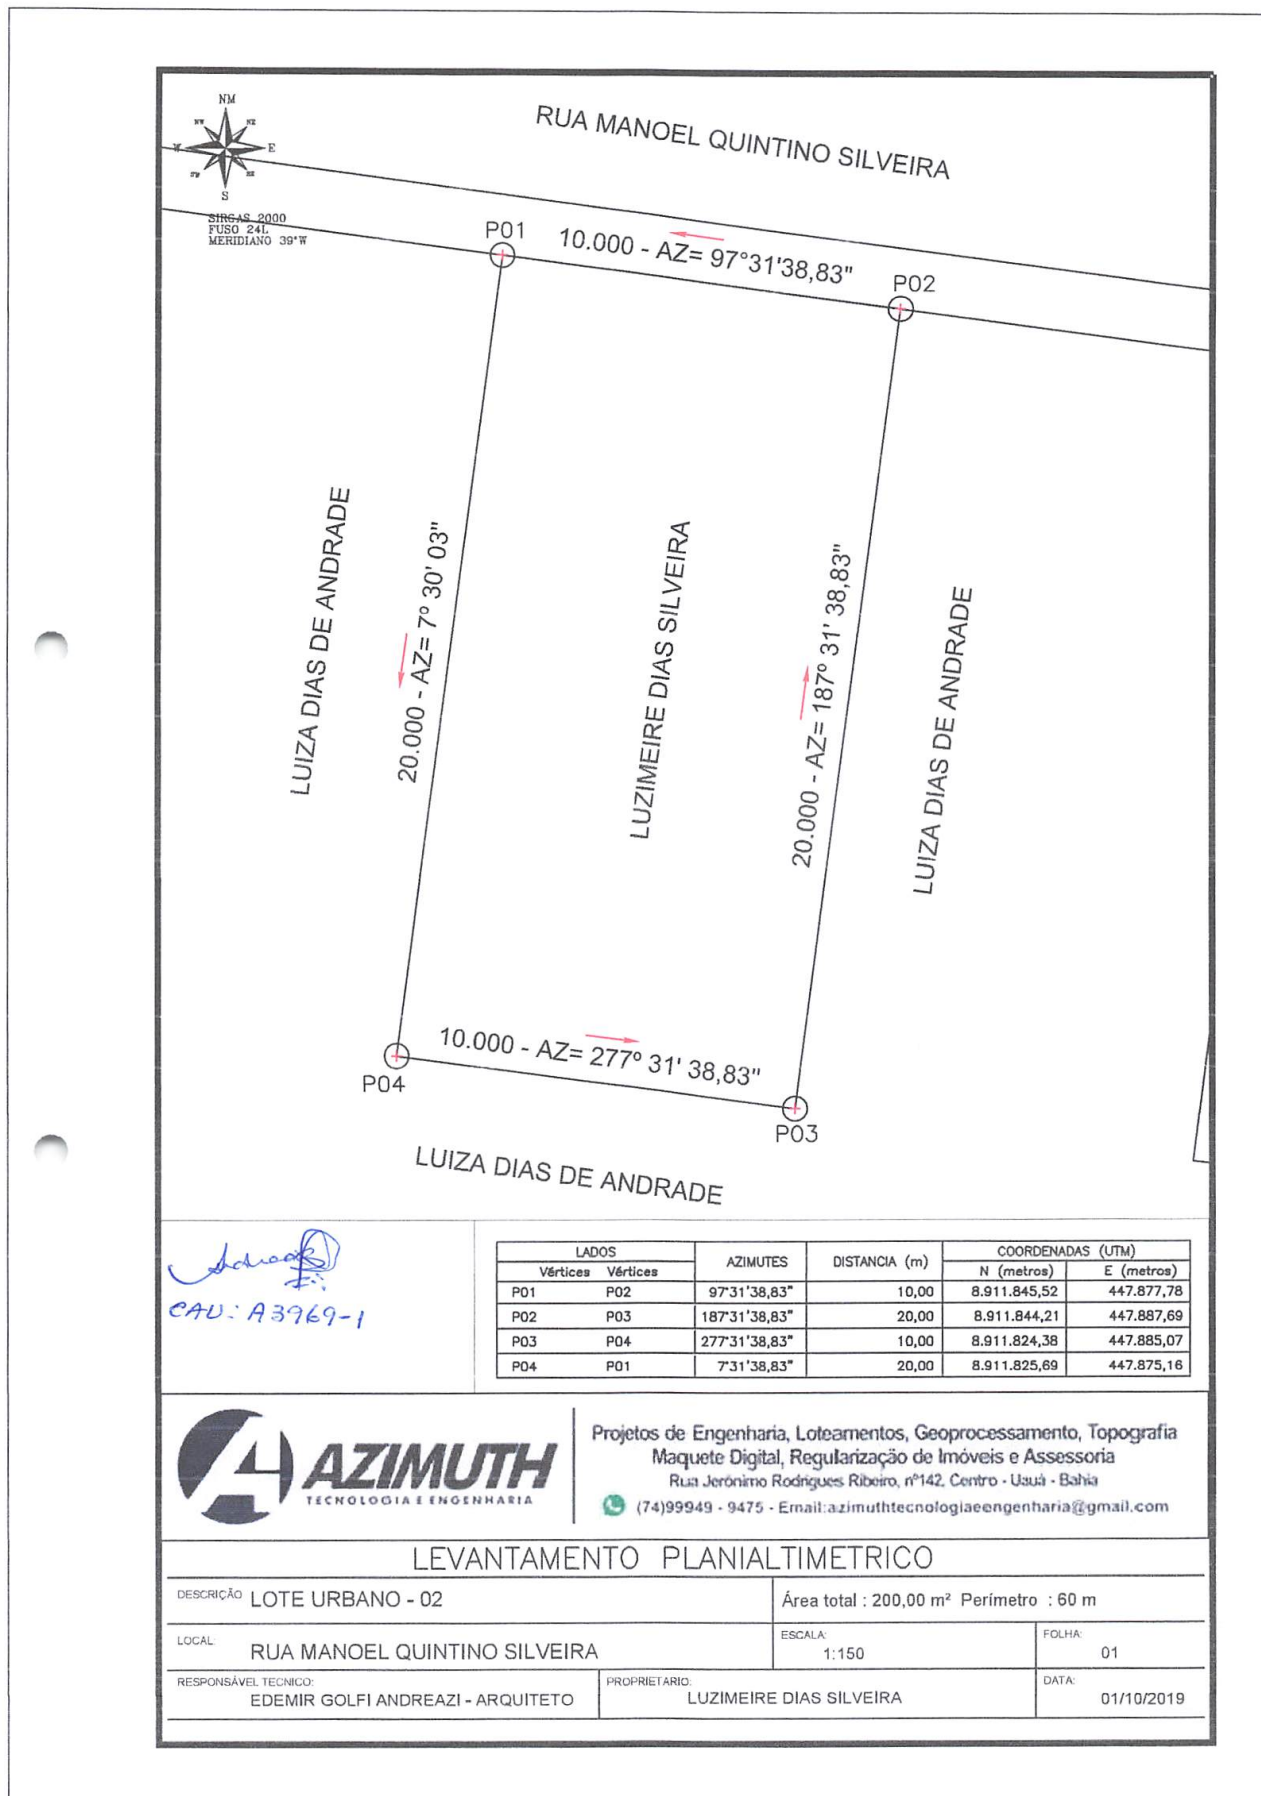 RUA MANOEL QUINTINO SILVEIRA
NM
NW NE
W E
SW SE
S
SIRGAS 2000
FUSO 24L
MERIDIANO 39°W
P01
10.000 - AZ= 97°31'38,83"
P02
LUIZA DIAS DE ANDRADE
20.000 - AZ= 7º 30' 03"
LUZIMEIRE DIAS SILVEIRA
20.000 - AZ= 187º 31' 38,83"
LUIZA DIAS DE ANDRADE
10.000 - AZ= 277º 31' 38,83"
P04
P03
LUIZA DIAS DE ANDRADE
CAU: A3969-1
LADOS AZIMUTES DISTANCIA (m) COORDENADAS (UTM)
Vértices Vértices N (metros) E (metros)
P01 P02 97°31'38,83" 10,00 8.911.845,52 447.877,78
P02 P03 187°31'38,83" 20,00 8.911.844,21 447.887,69
P03 P04 277°31'38,83" 10,00 8.911.824,38 447.885,07
P04 P01 7°31'38,83" 20,00 8.911.825,69 447.875,16
AZIMUTH
TECNOLOGIA E ENGENHARIA
Projetos de Engenharia, Loteamentos, Geoprocessamento, Topografia
Maquete Digital, Regularização de Imóveis e Assessoria
Rua Jerônimo Rodrigues Ribeiro, nº142, Centro - Uauá - Bahia
(74)99949 - 9475 - Email:azimuthtecnologiaeengenharia@gmail.com
LEVANTAMENTO PLANIALTIMETRICO
DESCRIÇÃO LOTE URBANO - 02
Área total : 200,00 m² Perímetro : 60 m
LOCAL: RUA MANOEL QUINTINO SILVEIRA
ESCALA: 1:150
FOLHA: 01
RESPONSÁVEL TECNICO: EDEMIR GOLFI ANDREAZI - ARQUITETO
PROPRIETARIO: LUZIMEIRE DIAS SILVEIRA
DATA: 01/10/2019